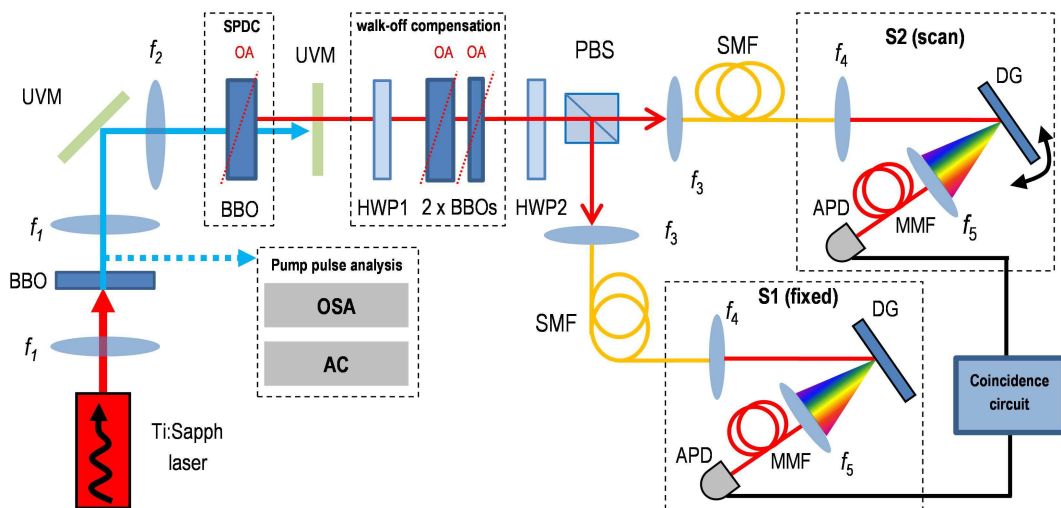 SPDC
OA
BBO
f2
UVM
UVM
walk-off compensation
OA
OA
HWP1
2 x BBOs
HWP2
PBS
f3
SMF
f4
S2 (scan)
DG
APD
MMF
f5
f1
BBO
f1
Ti:Sapph
laser
Pump pulse analysis
OSA
AC
f3
SMF
S1 (fixed)
f4
DG
APD
MMF
f5
Coincidence
circuit